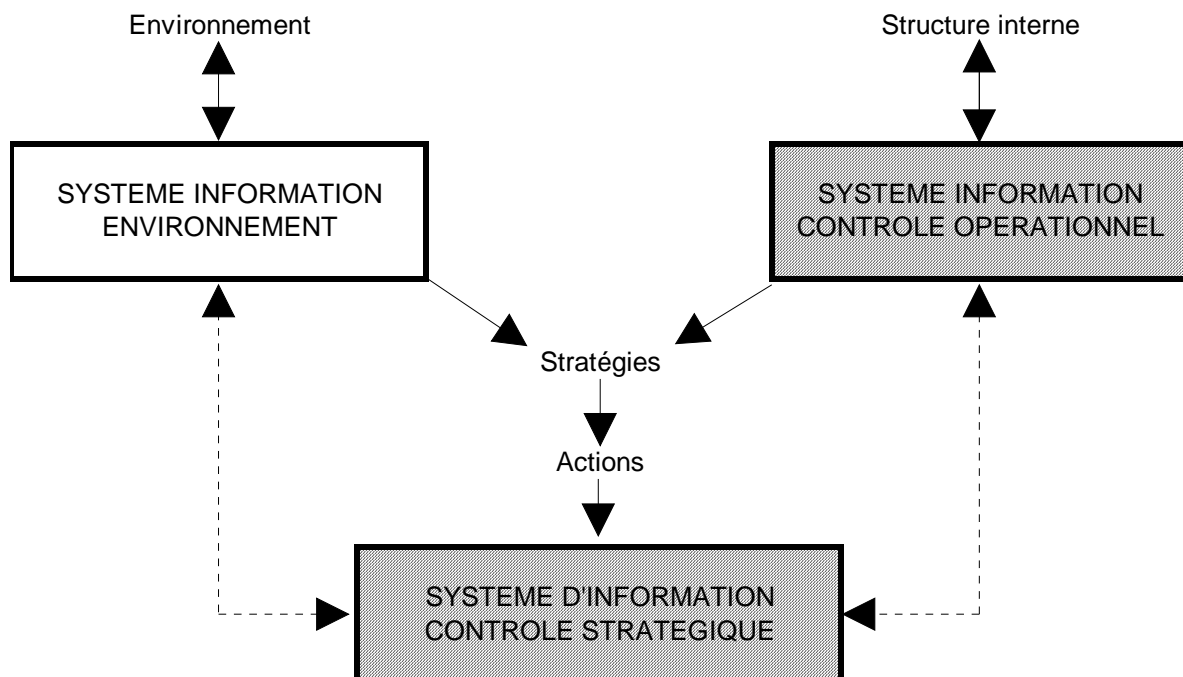 Environnement
Structure interne
SYSTEME INFORMATION
ENVIRONNEMENT
SYSTEME INFORMATION
CONTROLE OPERATIONNEL
Stratégies
Actions
SYSTEME D'INFORMATION
CONTROLE STRATEGIQUE